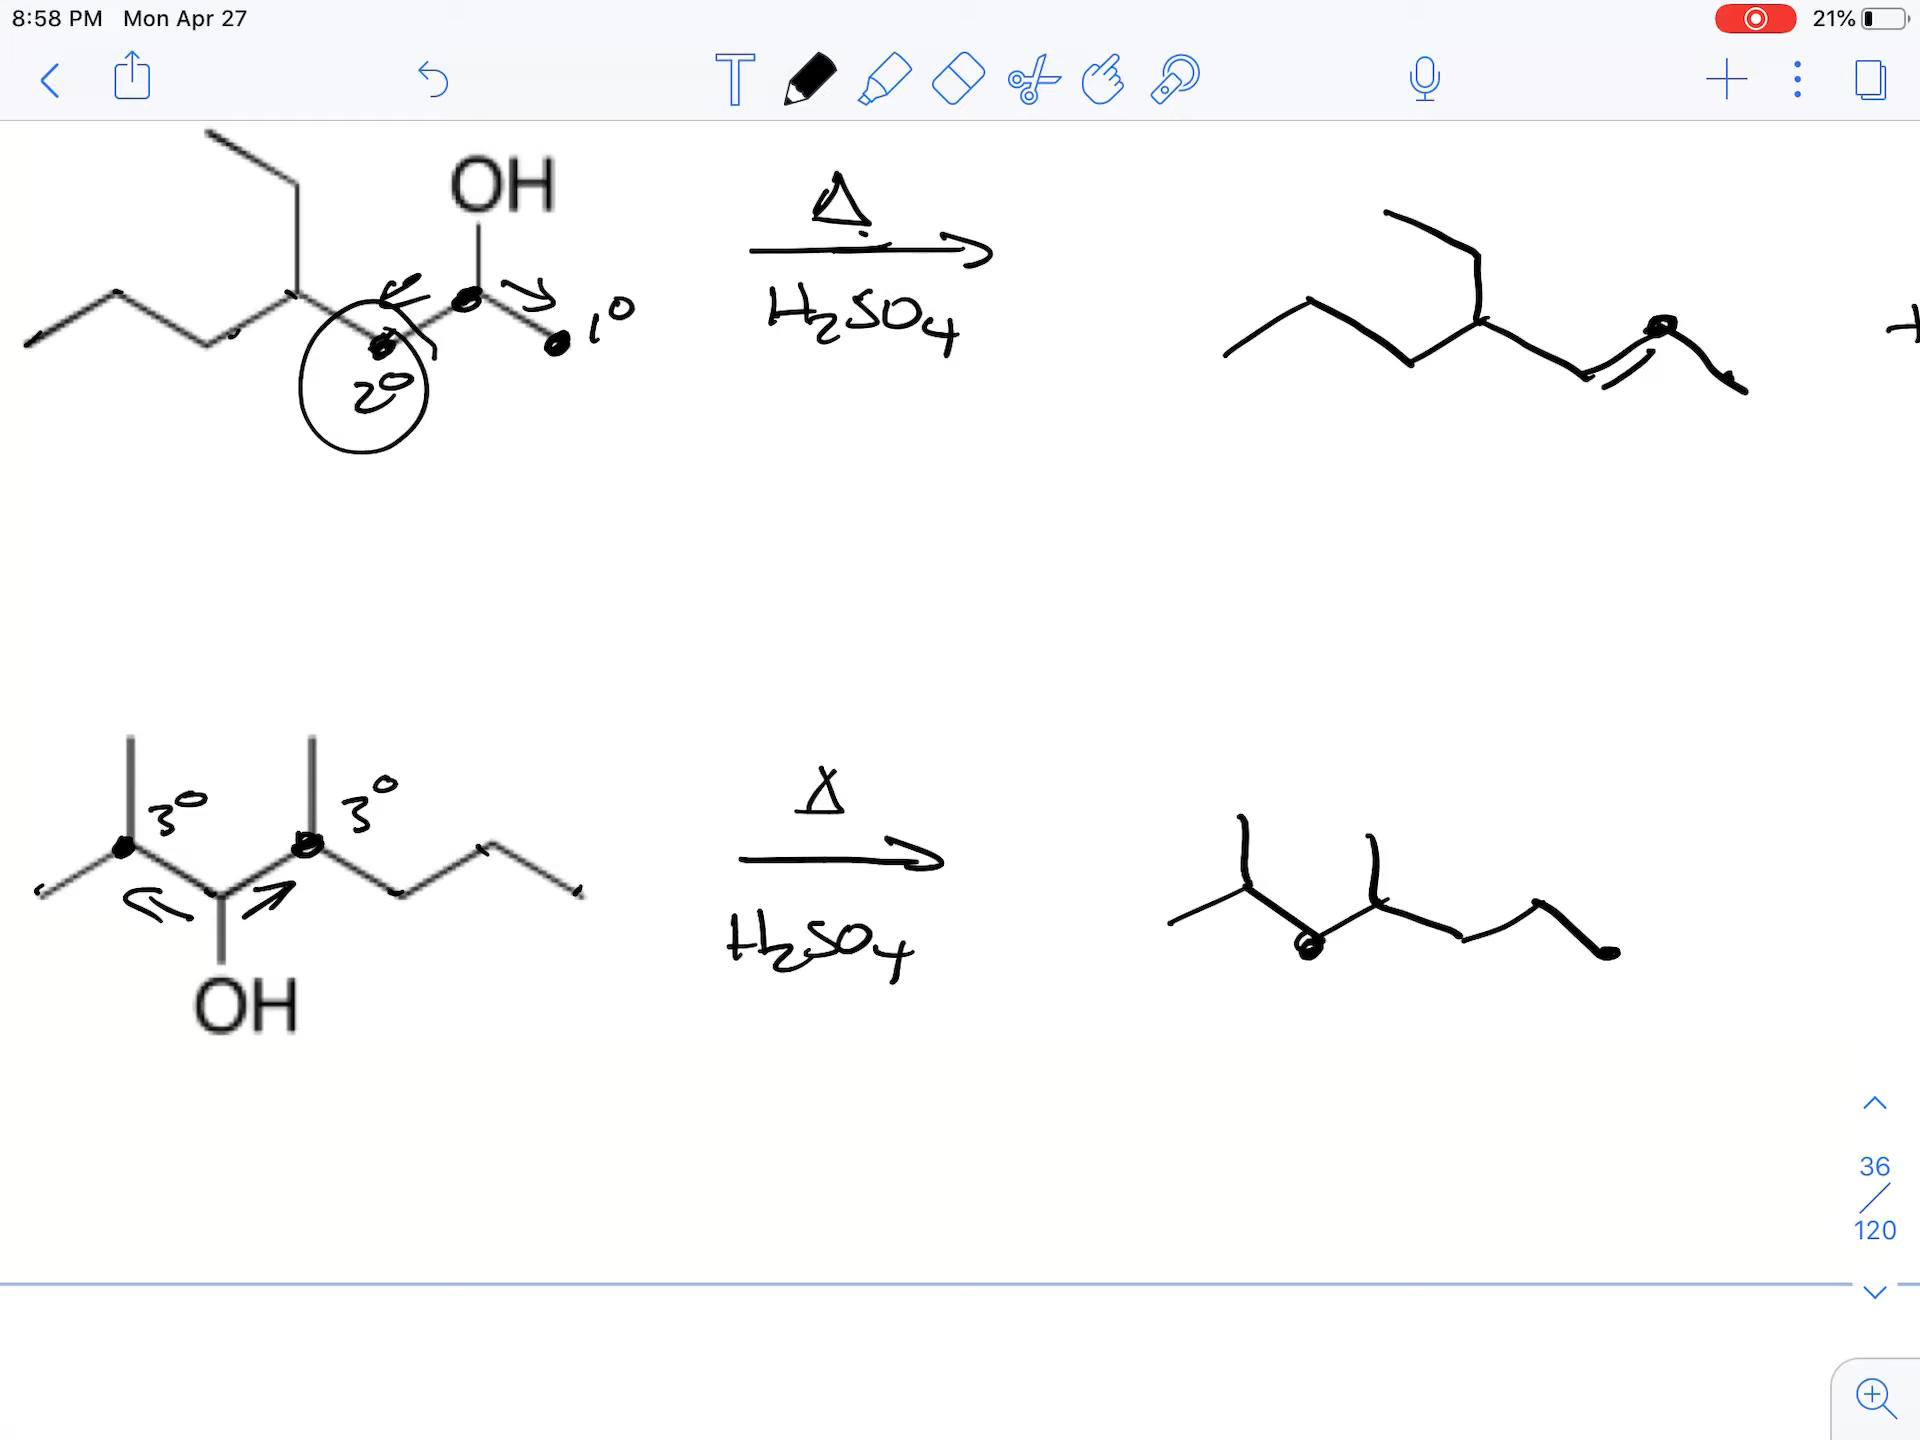 8:58 PM Mon Apr 27
21%
T
OH
Δ
H₂SO₄
1°
2°
+
3°
3°
Δ
H₂SO₄
OH
36
/
120